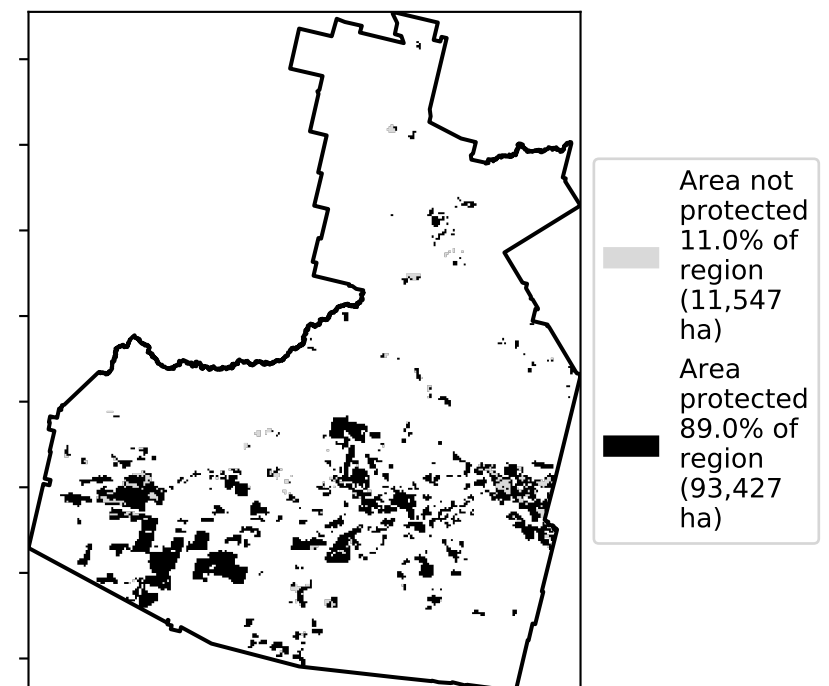 Area not
protected
11.0% of
region
(11,547
ha)
Area
protected
89.0% of
region
(93,427
ha)